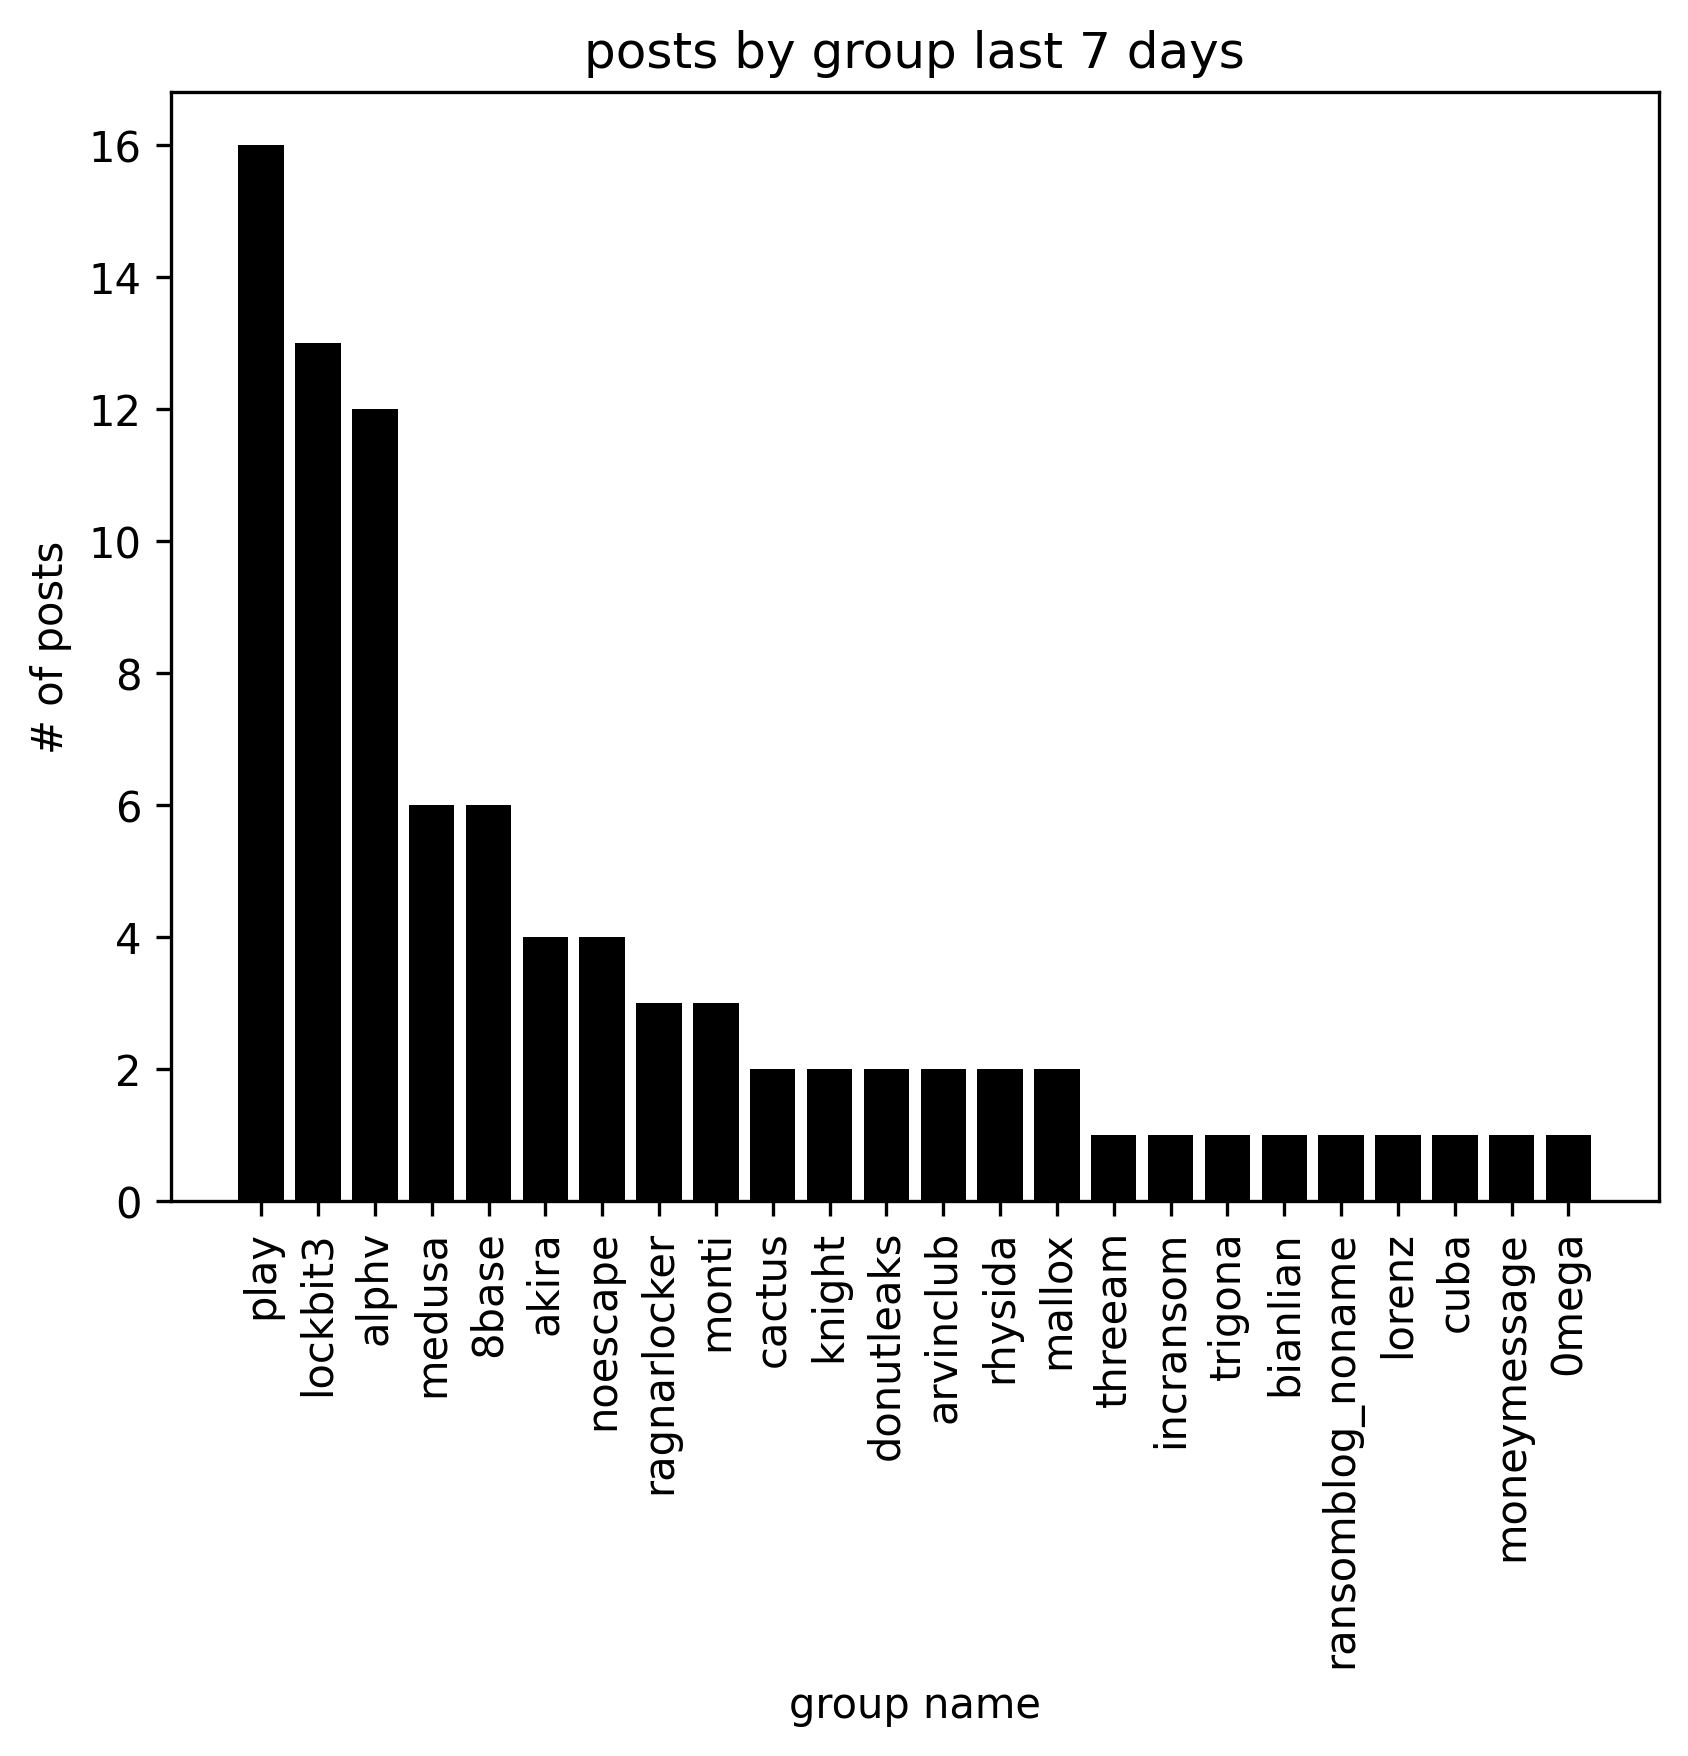 posts by group last 7 days
16
14
12
10
8
6
4
2
0
# of posts
play
lockbit3
alphv
medusa
8base
akira
noescape
ragnarlocker
monti
cactus
knight
donutleaks
arvinclub
rhysida
mallox
threeam
incransom
trigona
bianlian
ransomblog_noname
lorenz
cuba
moneymessage
0mega
group name